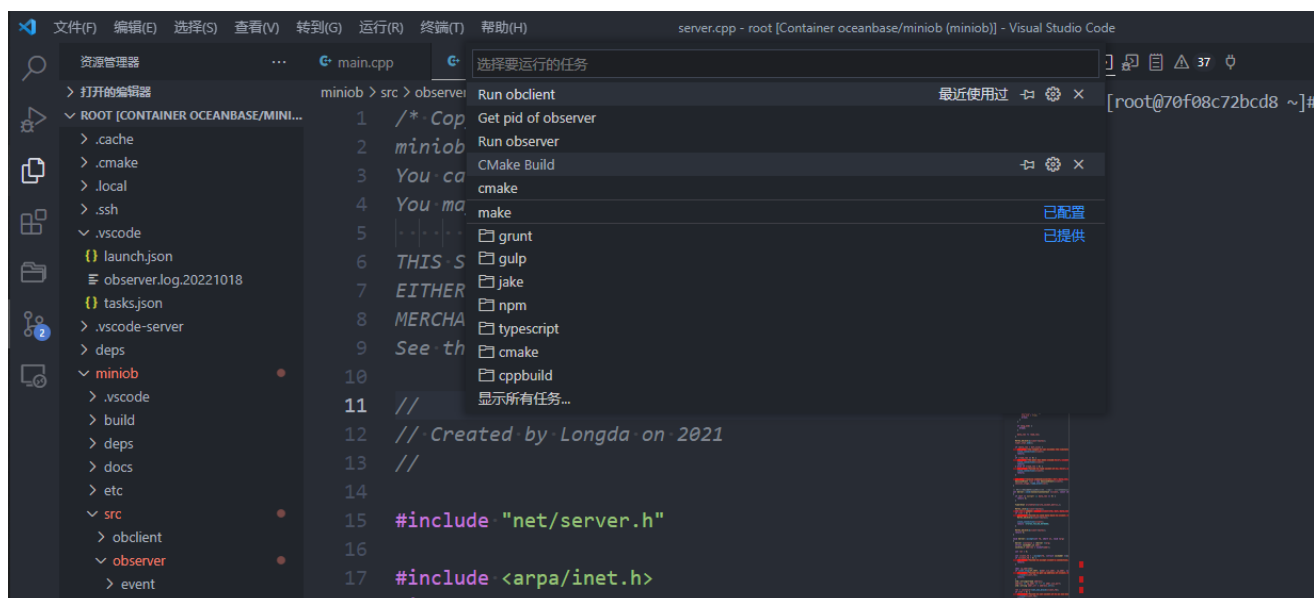 文件(F) 编辑(E) 选择(S) 查看(V) 转到(G) 运行(R) 终端(T) 帮助(H) server.cpp - root [Container oceanbase/miniob (miniob)] - Visual Studio Code
资源管理器 ···
main.cpp
选择要运行的任务
37
打开的编辑器
miniob > src > observer
Run obclient 最近使用过
[root@70f08c72bcd8 ~]#
ROOT [CONTAINER OCEANBASE/MINI...
1 /* Cop
Get pid of observer
.cache
2 miniob
Run observer
.cmake
3 You ca
CMake Build
.local
cmake
.ssh
4 You ma
make 已配置
.vscode
5
grunt 已提供
launch.json
6 THIS S
gulp
observer.log.20221018
7 EITHER
jake
tasks.json
8 MERCHA
npm
.vscode-server
2
typescript
deps
9 See th
cmake
miniob
10
cppbuild
.vscode
11 //
显示所有任务...
build
deps
12 // Created by Longda on 2021
docs
13 //
etc
14
src
15 #include "net/server.h"
obclient
16
observer
17 #include <arpa/inet.h>
event